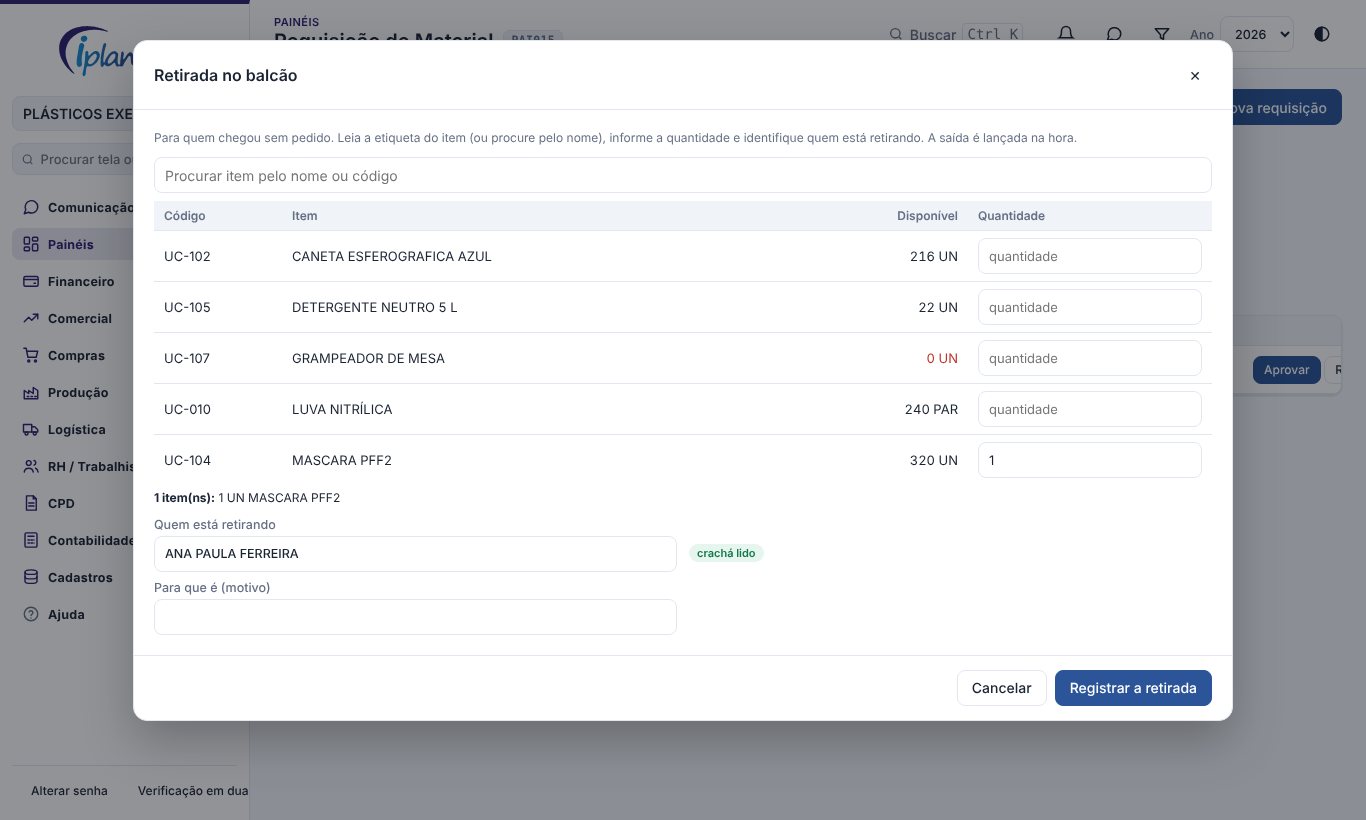 PAINÉIS
Requisição de Material PAT015
Buscar Ctrl K
Ano 2026
iplan
PLÁSTICOS EXE
Procurar tela o
ova requisição
Comunicação
Painéis
Financeiro
Comercial
Compras
Produção
Logística
RH / Trabalhis
CPD
Contabilidade
Cadastros
Ajuda
Alterar senha Verificação em dua
Aprovar R
Retirada no balcão ×
Para quem chegou sem pedido. Leia a etiqueta do item (ou procure pelo nome), informe a quantidade e identifique quem está retirando. A saída é lançada na hora.
Procurar item pelo nome ou código
Código Item Disponível Quantidade
UC-102 CANETA ESFEROGRAFICA AZUL 216 UN quantidade
UC-105 DETERGENTE NEUTRO 5 L 22 UN quantidade
UC-107 GRAMPEADOR DE MESA 0 UN quantidade
UC-010 LUVA NITRÍLICA 240 PAR quantidade
UC-104 MASCARA PFF2 320 UN 1
1 item(ns): 1 UN MASCARA PFF2
Quem está retirando
ANA PAULA FERREIRA crachá lido
Para que é (motivo)
Cancelar Registrar a retirada